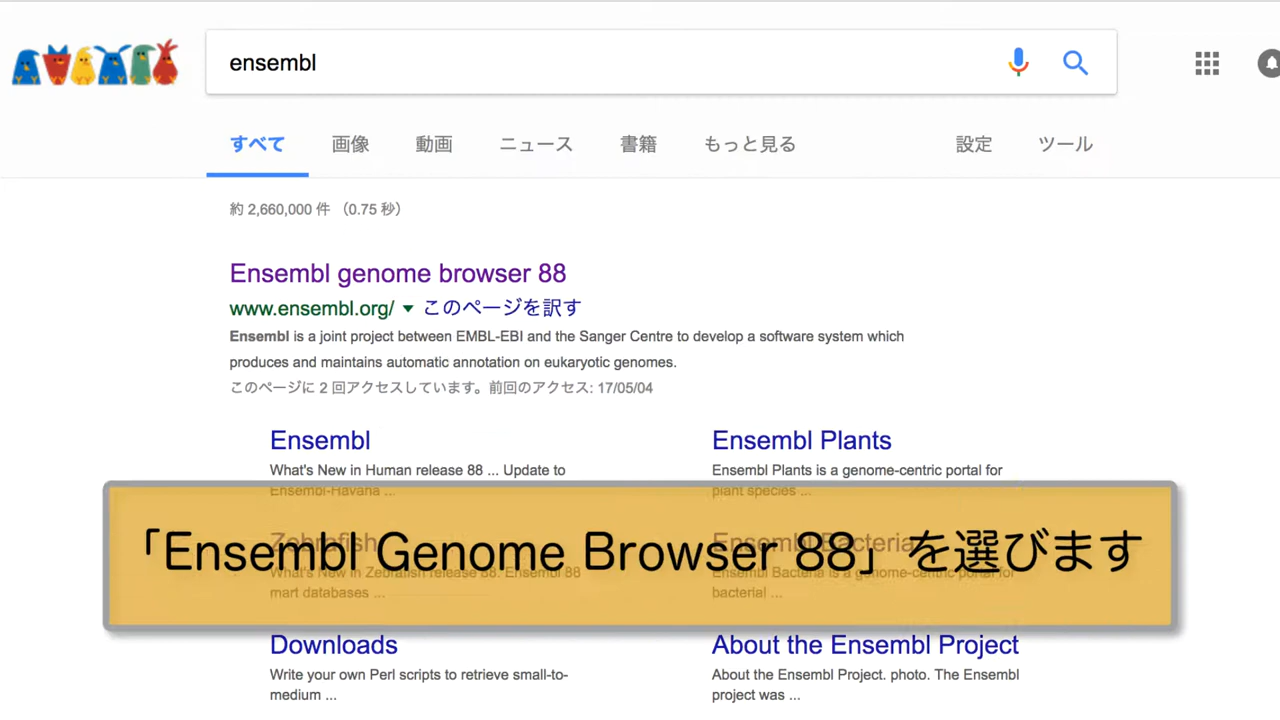 ensembl
すべて 画像 動画 ニュース 書籍 もっと見る 設定 ツール
約 2,660,000 件 （0.75 秒）
Ensembl genome browser 88
www.ensembl.org/ このページを訳す
Ensembl is a joint project between EMBL-EBI and the Sanger Centre to develop a software system which
produces and maintains automatic annotation on eukaryotic genomes.
このページに 2 回アクセスしています。前回のアクセス: 17/05/04
Ensembl
What's New in Human release 88 ... Update to
Ensembl-Havana ...
Ensembl Plants
Ensembl Plants is a genome-centric portal for
plant species ...
「Ensembl Genome Browser 88」を選びます
Zebrafish
What's New in Zebrafish release 88. Ensembl 88
mart databases ...
Ensembl Bacteria
Ensembl Bacteria is a genome-centric portal for
bacterial ...
Downloads
Write your own Perl scripts to retrieve small-to-
medium ...
About the Ensembl Project
About the Ensembl Project. photo. The Ensembl
project was ...